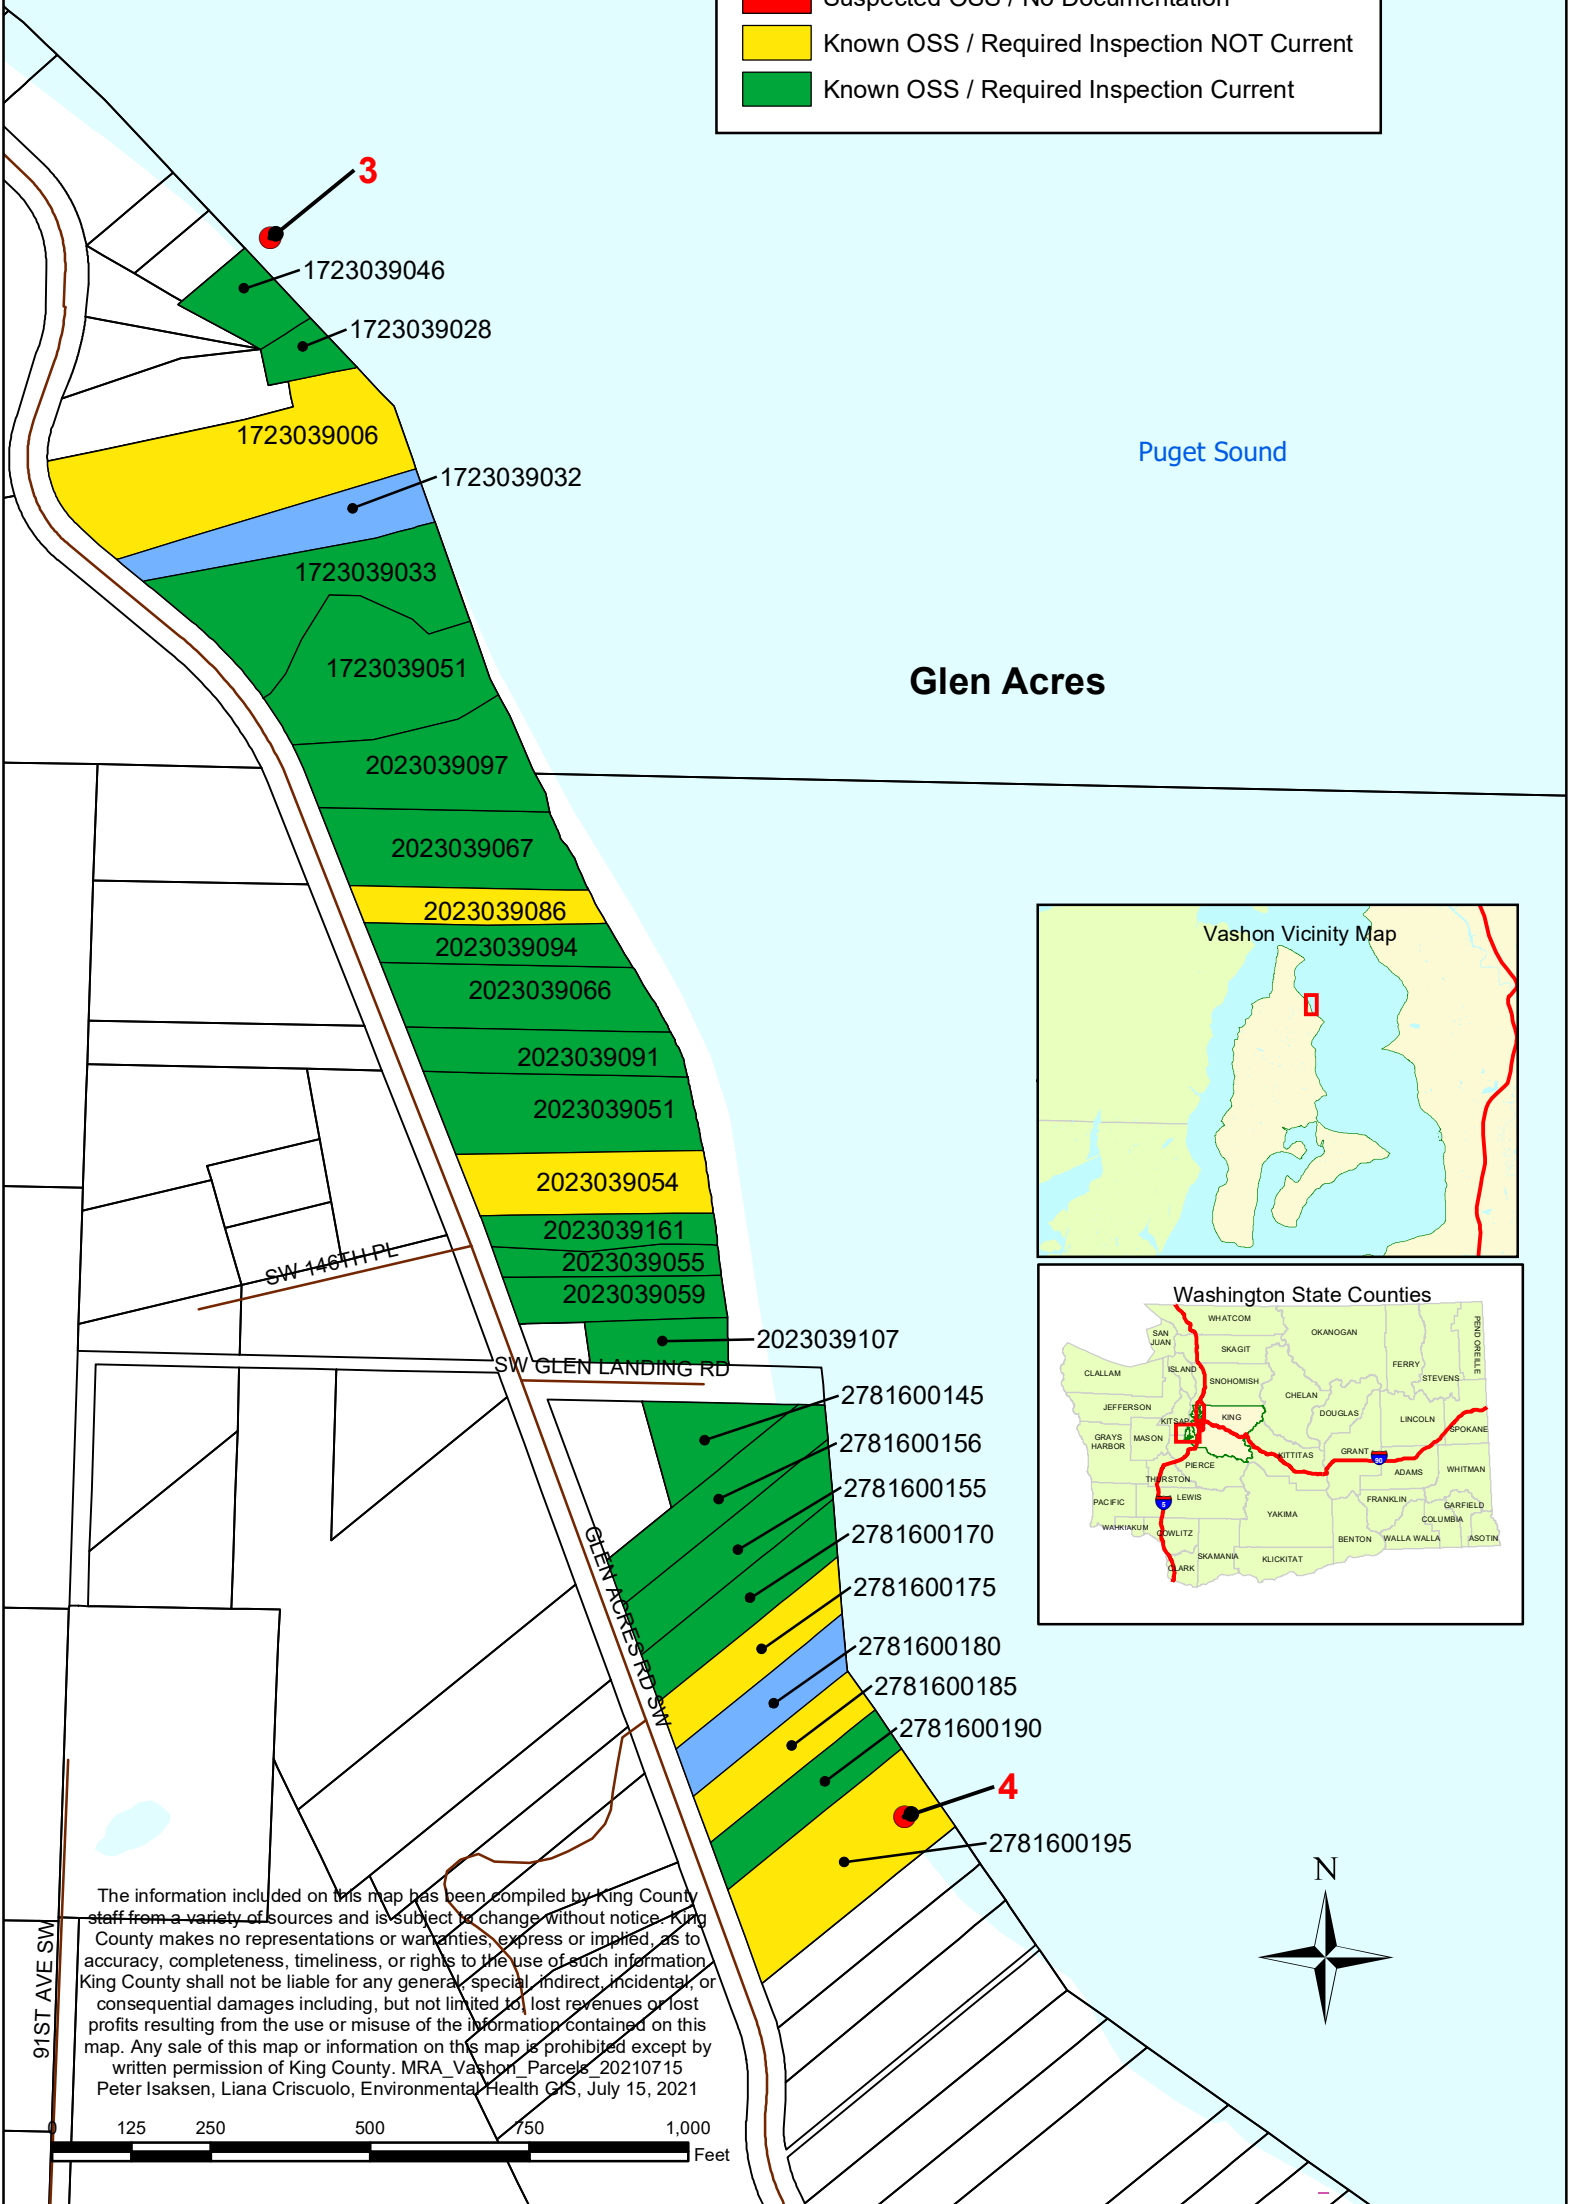 Suspected OSS / No Documentation
Known OSS / Required Inspection NOT Current
Known OSS / Required Inspection Current
3
1723039046
1723039028
1723039006
1723039032
Puget Sound
1723039033
1723039051
Glen Acres
2023039097
2023039067
2023039086
2023039094
2023039066
2023039091
2023039051
2023039054
2023039161
2023039055
2023039059
2023039107
SW 146TH PL
SW GLEN LANDING RD
2781600145
2781600156
2781600155
2781600170
2781600175
2781600180
2781600185
2781600190
4
2781600195
GLEN ACRES RD SW
91ST AVE SW
Vashon Vicinity Map
Washington State Counties
WHATCOM
SAN
JUAN
OKANOGAN
PEND OREILLE
SKAGIT
ISLAND
FERRY
STEVENS
CLALLAM
SNOHOMISH
CHELAN
JEFFERSON
DOUGLAS
LINCOLN
KITSAP
KING
SPOKANE
GRAYS
HARBOR
MASON
KITTITAS
GRANT
90
PIERCE
ADAMS
WHITMAN
THURSTON
PACIFIC
5
LEWIS
FRANKLIN
GARFIELD
YAKIMA
COLUMBIA
WAHKIAKUM
COWLITZ
BENTON
WALLA WALLA
ASOTIN
SKAMANIA
KLICKITAT
CLARK
N
The information included on this map has been compiled by King County
staff from a variety of sources and is subject to change without notice. King
County makes no representations or warranties, express or implied, as to
accuracy, completeness, timeliness, or rights to the use of such information.
King County shall not be liable for any general, special, indirect, incidental, or
consequential damages including, but not limited to, lost revenues or lost
profits resulting from the use or misuse of the information contained on this
map. Any sale of this map or information on this map is prohibited except by
written permission of King County. MRA_Vashon_Parcels_20210715
Peter Isaksen, Liana Criscuolo, Environmental Health GIS, July 15, 2021
0 125 250 500 750 1,000
Feet